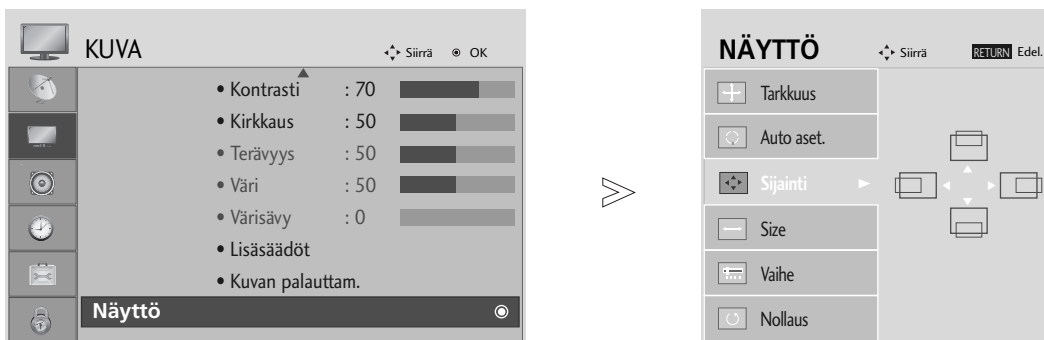 KUVA
Siirrä OK
• Kontrasti : 70
• Kirkkaus : 50
• Terävyys : 50
• Väri : 50
• Värisävy : 0
• Lisäsäädöt
• Kuvan palauttam.
Näyttö
NÄYTTÖ
Siirrä RETURN Edel.
Tarkkuus
Auto aset.
Sijainti
Size
Vaihe
Nollaus